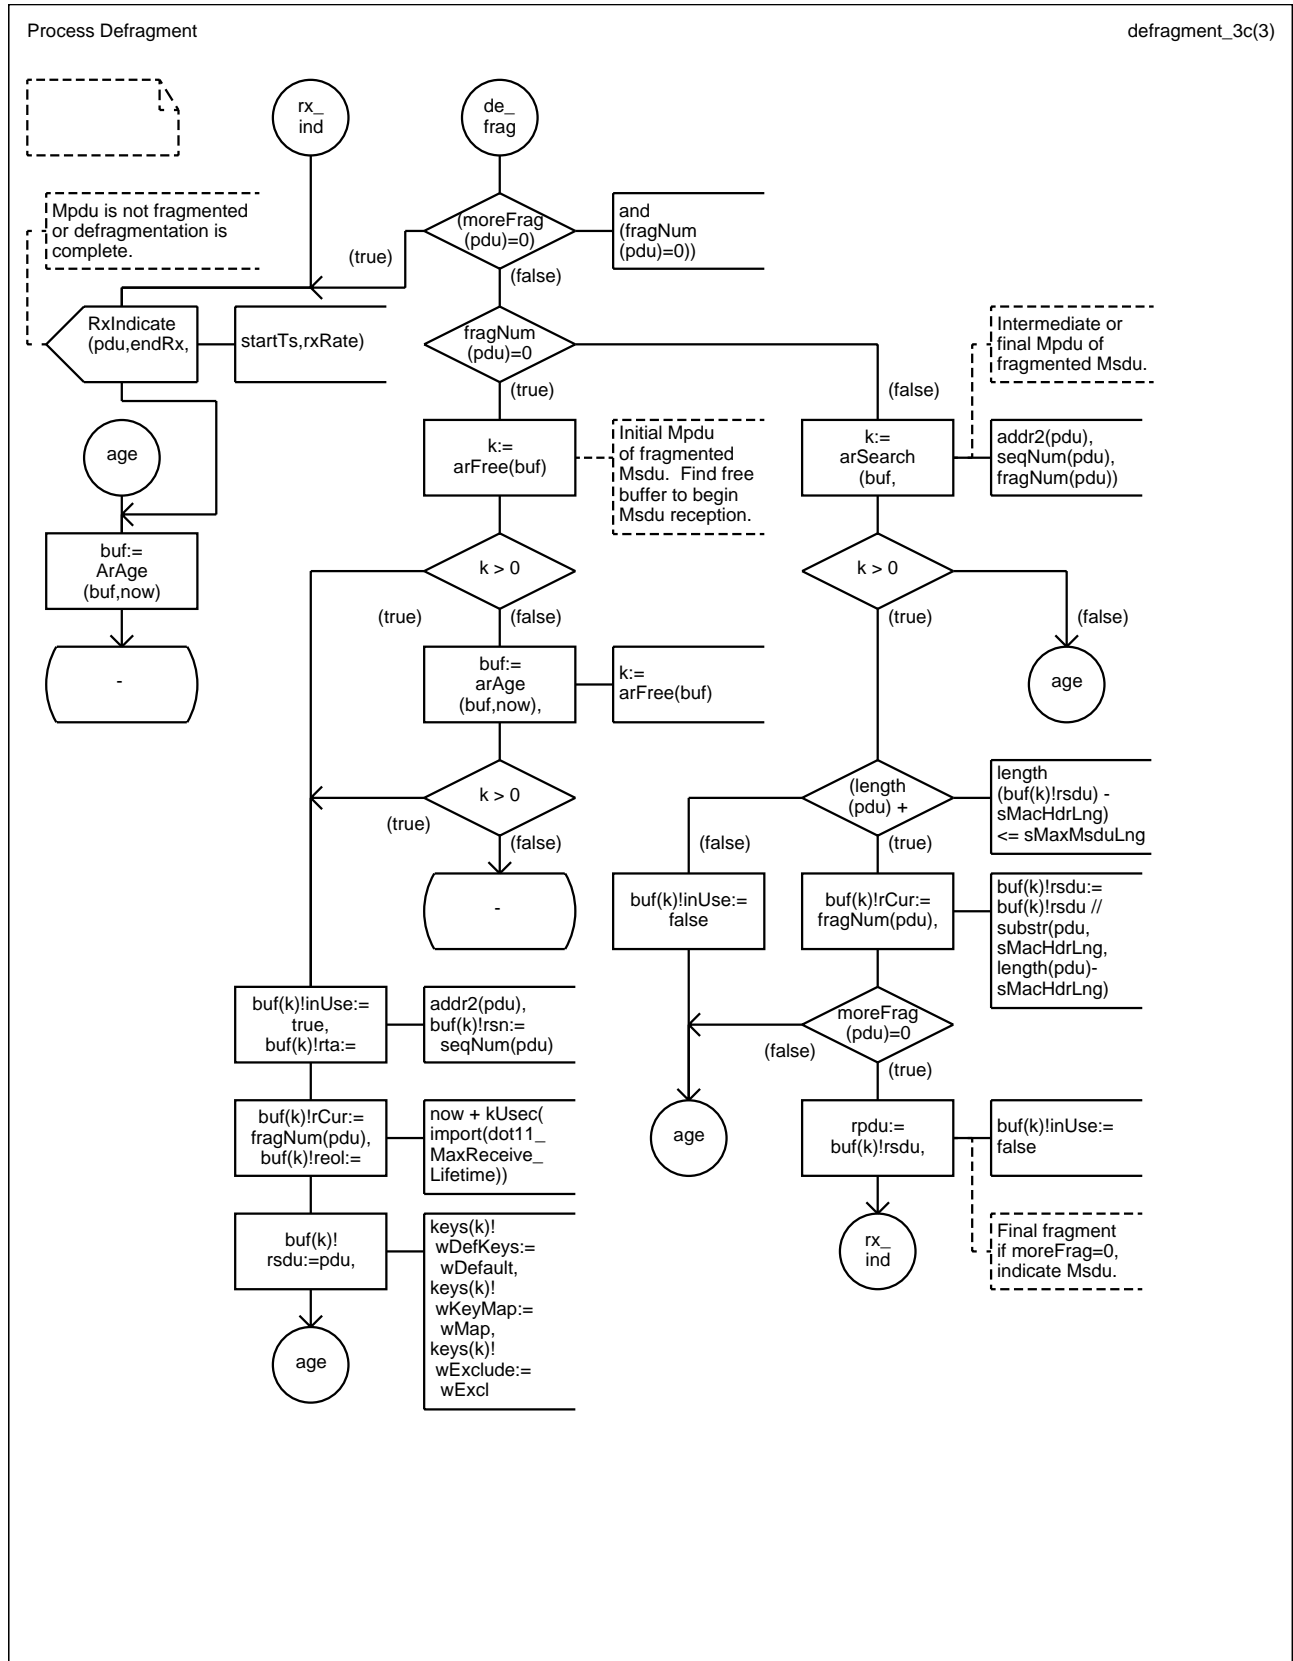 Process Defragment
defragment_3c(3)
rx_
ind
de_
frag
Mpdu is not fragmented
or defragmentation is
complete.
(moreFrag
(pdu)=0)
and
(fragNum
(pdu)=0))
(true)
(false)
RxIndicate
(pdu,endRx,
startTs,rxRate)
fragNum
(pdu)=0
Intermediate or
final Mpdu of
fragmented Msdu.
(true)
(false)
age
k:=
arFree(buf)
Initial Mpdu
of fragmented
Msdu.  Find free
buffer to begin
Msdu reception.
k:=
arSearch
(buf,
addr2(pdu),
seqNum(pdu),
fragNum(pdu))
buf:=
ArAge
(buf,now)
k > 0
k > 0
(true)
(false)
(true)
(false)
-
buf:=
arAge
(buf,now),
k:=
arFree(buf)
age
k > 0
(length
(pdu) +
length
(buf(k)!rsdu) -
sMacHdrLng)
<= sMaxMsduLng
(true)
(false)
(false)
(true)
-
buf(k)!inUse:=
false
buf(k)!rCur:=
fragNum(pdu),
buf(k)!rsdu:=
buf(k)!rsdu //
substr(pdu,
sMacHdrLng,
length(pdu)-
sMacHdrLng)
buf(k)!inUse:=
true,
buf(k)!rta:=
addr2(pdu),
buf(k)!rsn:=
seqNum(pdu)
moreFrag
(pdu)=0
(false)
(true)
buf(k)!rCur:=
fragNum(pdu),
buf(k)!reol:=
now + kUsec(
import(dot11_
MaxReceive_
Lifetime))
age
rpdu:=
buf(k)!rsdu,
buf(k)!inUse:=
false
buf(k)!
rsdu:=pdu,
keys(k)!
wDefKeys:=
wDefault,
keys(k)!
wKeyMap:=
wMap,
keys(k)!
wExclude:=
wExcl
rx_
ind
Final fragment
if moreFrag=0,
indicate Msdu.
age